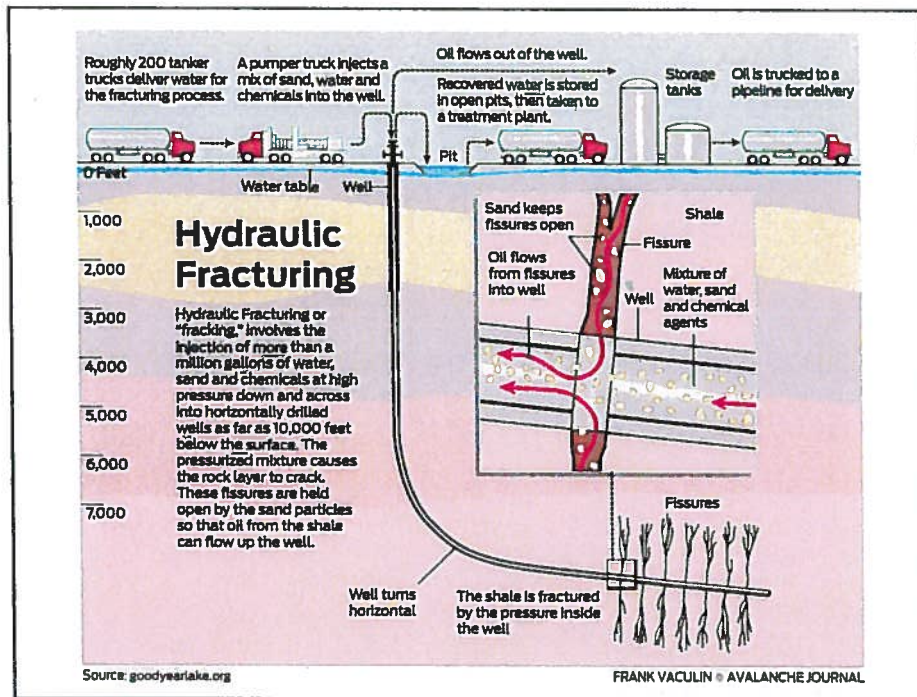 Roughly 200 tanker
trucks deliver water for
the fracturing process.
A pumper truck injects a
mix of sand, water and
chemicals into the well.
Oil flows out of the well.
Recovered water is stored
in open pits, then taken to
a treatment plant.
Storage
tanks
Oil is trucked to a
pipeline for delivery
Pit
0 Feet
Water table
Well
1,000
2,000
3,000
4,000
5,000
6,000
7,000
Hydraulic
Fracturing
Hydraulic Fracturing or
"fracking," involves the
injection of more than a
million gallons of water,
sand and chemicals at high
pressure down and across
into horizontally drilled
wells as far as 10,000 feet
below the surface. The
pressurized mixture causes
the rock layer to crack.
These fissures are held
open by the sand particles
so that oil from the shale
can flow up the well.
Sand keeps
fissures open
Shale
Fissure
Oil flows
from fissures
into well
Well
Mixture of
water, sand
and chemical
agents
Fissures
Well turns
horizontal
The shale is fractured
by the pressure inside
the well
Source: goodyearlake.org
FRANK VACULIN • AVALANCHE JOURNAL